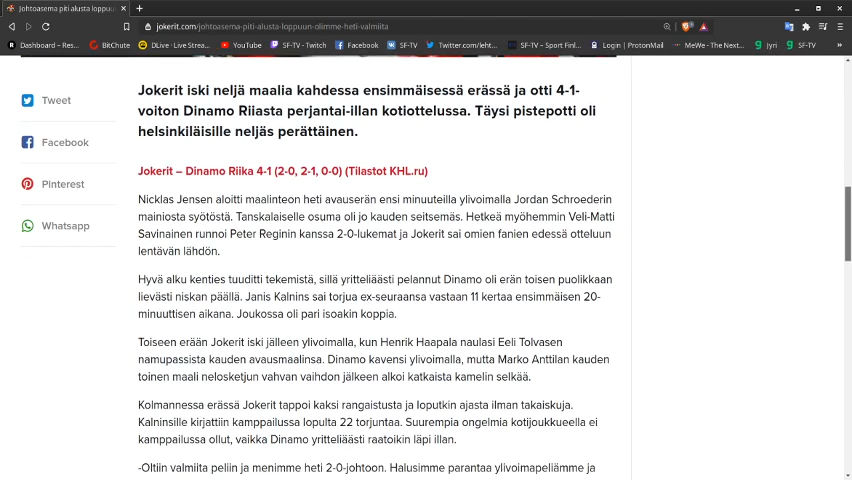 Johtoasema piti alusta loppuu
jokerit.com/johtoasema-piti-alusta-loppuun-olimme-heti-valmiita
Dashboard – Res... BitChute DLive · Live Strea... YouTube SF-TV - Twitch Facebook SF-TV Twitter.com/leht... SF-TV – Sport Finl... Login | ProtonMail MeWe - The Next... Jyri SF-TV »
Jokerit iski neljä maalia kahdessa ensimmäisessä erässä ja otti 4-1-
voiton Dinamo Riiasta perjantai-illan kotiottelussa. Täysi pistepotti oli
helsinkiläisille neljäs perättäinen.
Tweet
Facebook
Pinterest
Whatsapp
Jokerit – Dinamo Riika 4-1 (2-0, 2-1, 0-0) (Tilastot KHL.ru)
Nicklas Jensen aloitti maalinteon heti avauserän ensi minuuteilla ylivoimalla Jordan Schroederin
mainiosta syötöstä. Tanskalaiselle osuma oli jo kauden seitsemäs. Hetkeä myöhemmin Veli-Matti
Savinainen runnoi Peter Reginin kanssa 2-0-lukemat ja Jokerit sai omien fanien edessä otteluun
lentävän lähdön.
Hyvä alku kenties tuuditti tekemistä, sillä yritteliäästi pelannut Dinamo oli erän toisen puolikkaan
lievästi niskan päällä. Janis Kalnins sai torjua ex-seuraansa vastaan 11 kertaa ensimmäisen 20-
minuuttisen aikana. Joukossa oli pari isoakin koppia.
Toiseen erään Jokerit iski jälleen ylivoimalla, kun Henrik Haapala naulasi Eeli Tolvasen
namupassista kauden avausmaalinsa. Dinamo kavensi ylivoimalla, mutta Marko Anttilan kauden
toinen maali nelosketjun vahvan vaihdon jälkeen alkoi katkaista kamelin selkää.
Kolmannessa erässä Jokerit tappoi kaksi rangaistusta ja loputkin ajasta ilman takaiskuja.
Kalninsille kirjattiin kamppailussa lopulta 22 torjuntaa. Suurempia ongelmia kotijoukkueella ei
kamppailussa ollut, vaikka Dinamo yritteliäästi raatoikin läpi illan.
-Oltiin valmiita peliin ja menimme heti 2-0-johtoon. Halusimme parantaa ylivoimapeliämme ja